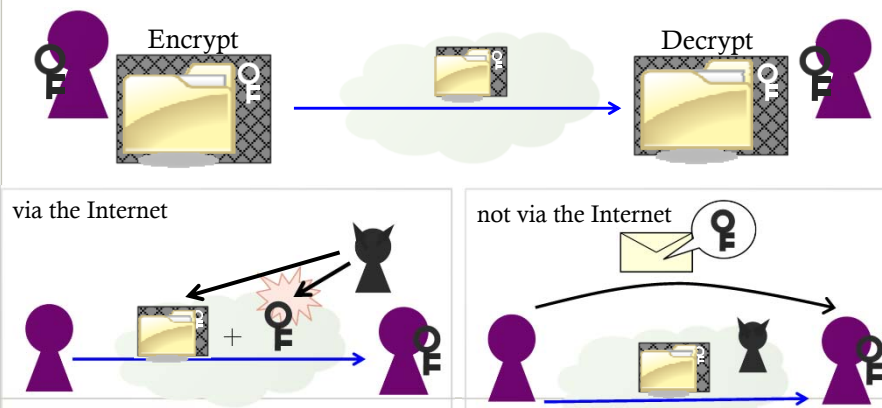 Encrypt
Decrypt
via the Internet
not via the Internet
+